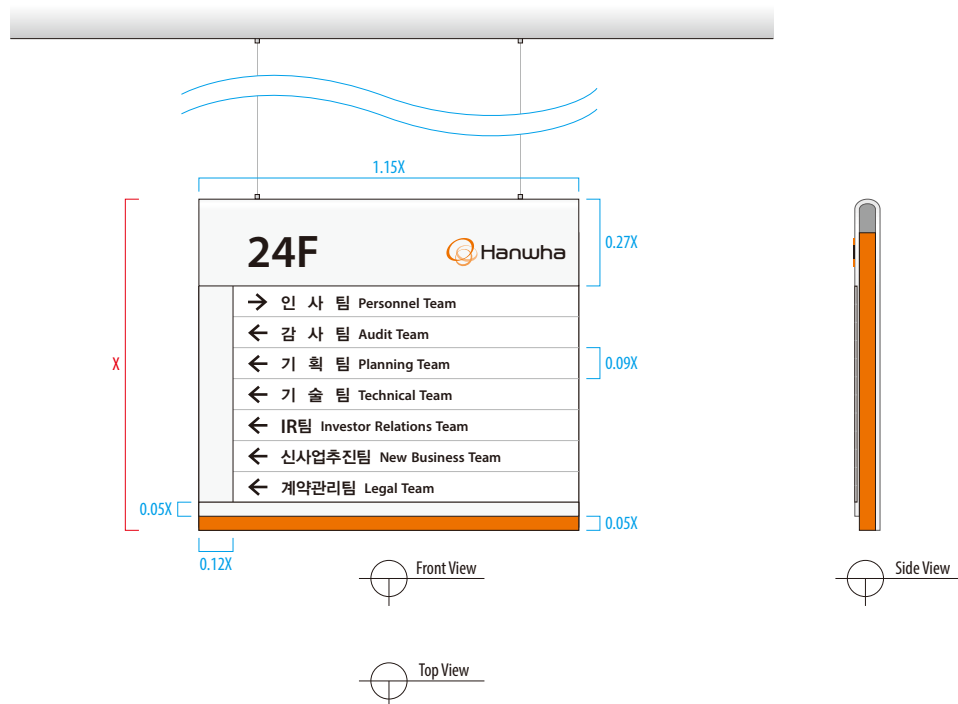 1.15X
24F
Hanwha
0.27X
인 사 팀 Personnel Team
감 사 팀 Audit Team
기 획 팀 Planning Team
X
0.09X
기 술 팀 Technical Team
IR팀 Investor Relations Team
신사업추진팀 New Business Team
계약관리팀 Legal Team
0.05X
0.05X
0.12X
Front View
Side View
Top View